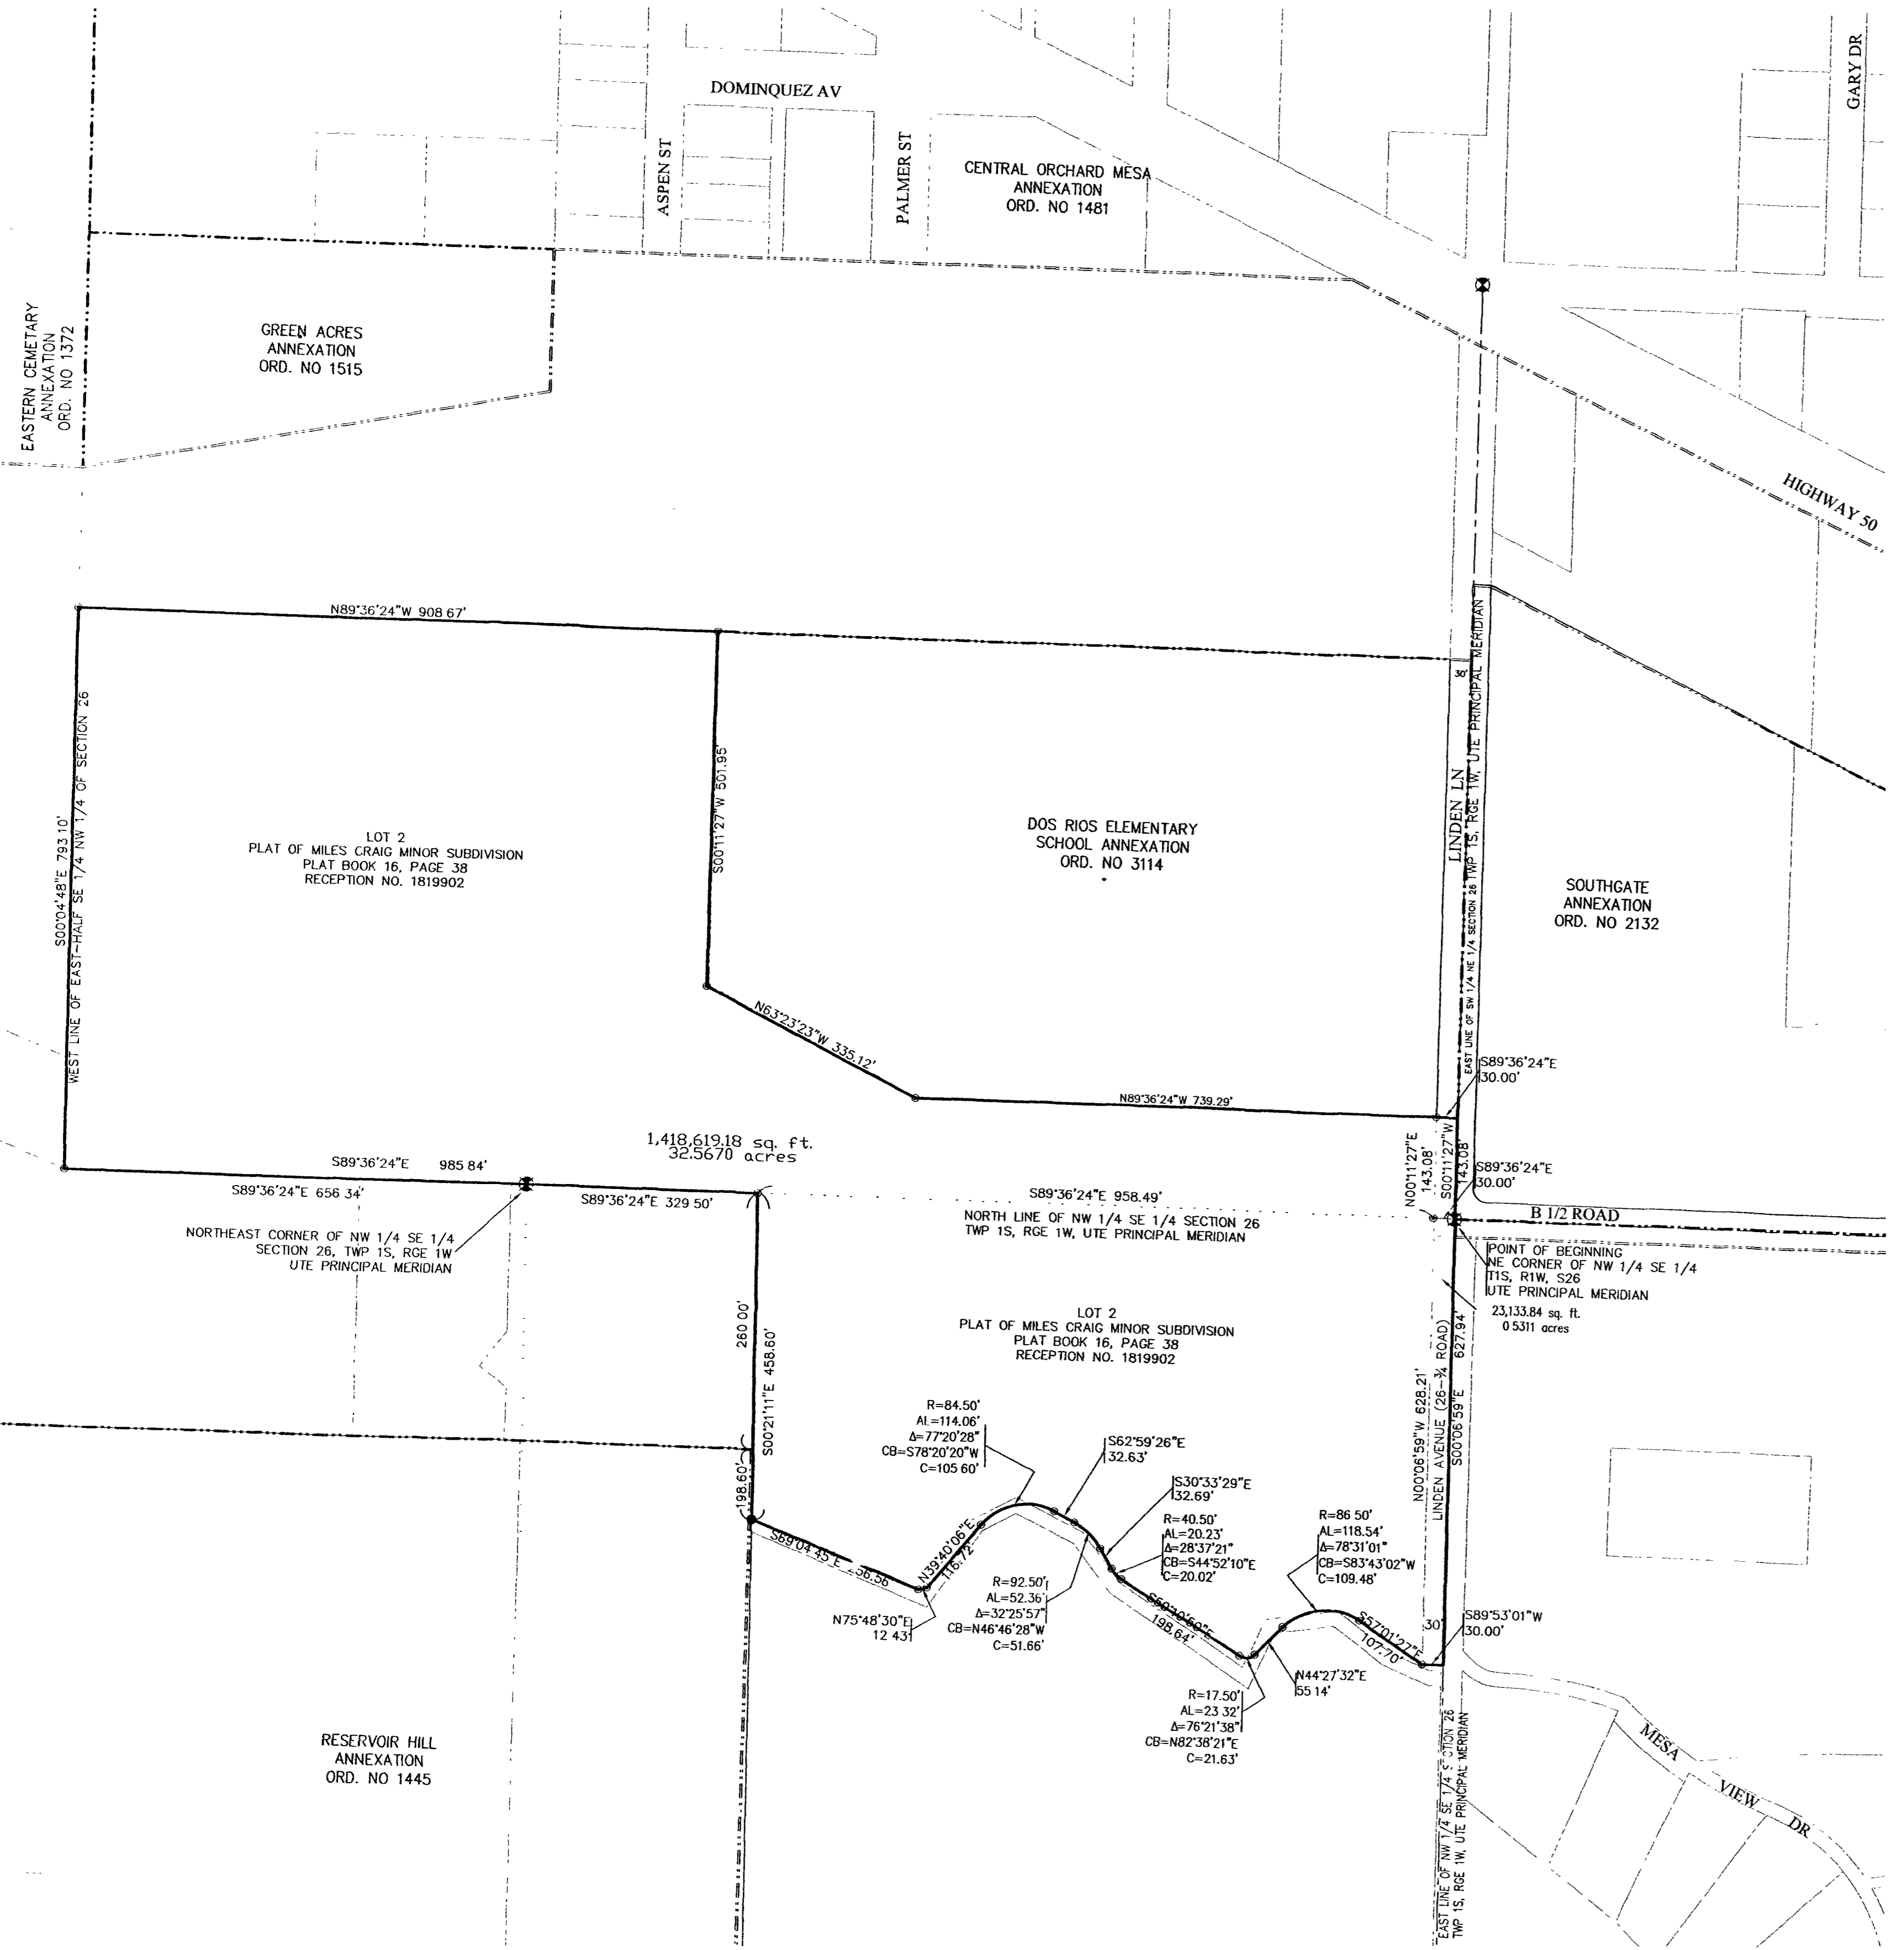 DOMINQUEZ AV
GARY DR
ASPEN ST
PALMER ST
CENTRAL ORCHARD MESA
ANNEXATION
ORD. NO 1481
EASTERN CEMETARY
ANNEXATION
ORD. NO 1372
GREEN ACRES
ANNEXATION
ORD. NO 1515
HIGHWAY 50
N89°36'24"W 908 67'
30'
S00°04'48"E 793 10'
WEST LINE OF EAST-HALF SE 1/4 NW 1/4 OF SECTION 26
S00°11'27"W 501.95'
LOT 2
PLAT OF MILES CRAIG MINOR SUBDIVISION
PLAT BOOK 16, PAGE 38
RECEPTION NO. 1819902
DOS RIOS ELEMENTARY
SCHOOL ANNEXATION
ORD. NO 3114
LINDEN LN
EAST LINE OF SW 1/4 NE 1/4 SECTION 26 TWP 1S, RGE 1W, UTE PRINCIPAL MERIDIAN
SOUTHGATE
ANNEXATION
ORD. NO 2132
N63°23'23"W 335.12'
N89°36'24"W 739.29'
S89°36'24"E
30.00'
1,418,619.18 sq. ft.
32.5670 acres
N00°11'27"E
143.08'
S00°11'27"W
143.08'
S89°36'24"E
30.00'
S89°36'24"E 985 84'
S89°36'24"E 656 34'
S89°36'24"E 329 50'
S89°36'24"E 958.49'
NORTH LINE OF NW 1/4 SE 1/4 SECTION 26
TWP 1S, RGE 1W, UTE PRINCIPAL MERIDIAN
B 1/2 ROAD
NORTHEAST CORNER OF NW 1/4 SE 1/4
SECTION 26, TWP 1S, RGE 1W
UTE PRINCIPAL MERIDIAN
POINT OF BEGINNING
NE CORNER OF NW 1/4 SE 1/4
T1S, R1W, S26
UTE PRINCIPAL MERIDIAN
23,133.84 sq. ft.
0 5311 acres
260 00'
S00°21'11"E 458.60'
198.60'
LOT 2
PLAT OF MILES CRAIG MINOR SUBDIVISION
PLAT BOOK 16, PAGE 38
RECEPTION NO. 1819902
N00°06'59"W 628.21'
LINDEN AVENUE (26-3/4 ROAD)
S00°06'59"E 627.94'
R=84.50'
AL=114.06'
Δ=77°20'28"
CB=S78°20'20"W
C=105 60'
S62°59'26"E
32.63'
S30°33'29"E
32.69'
R=40.50'
AL=20.23'
Δ=28°37'21"
CB=S44°52'10"E
C=20.02'
R=86 50'
AL=118.54'
Δ=78°31'01"
CB=S83°43'02"W
C=109.48'
S69°04'45"E
N39°40'06"E
116.72'
N75°48'30"E
12 43'
R=92.50'
AL=52.36'
Δ=32°25'57"
CB=N46°46'28"W
C=51.66'
198.64'
S57°01'27"E
107.70'
30'
S89°53'01"W
30.00'
N44°27'32"E
55 14'
R=17.50'
AL=23 32'
Δ=76°21'38"
CB=N82°38'21"E
C=21.63'
RESERVOIR HILL
ANNEXATION
ORD. NO 1445
EAST LINE OF NW 1/4 SE 1/4 26
TWP 1S, RGE 1W, UTE PRINCIPAL MERIDIAN
MESA VIEW DR